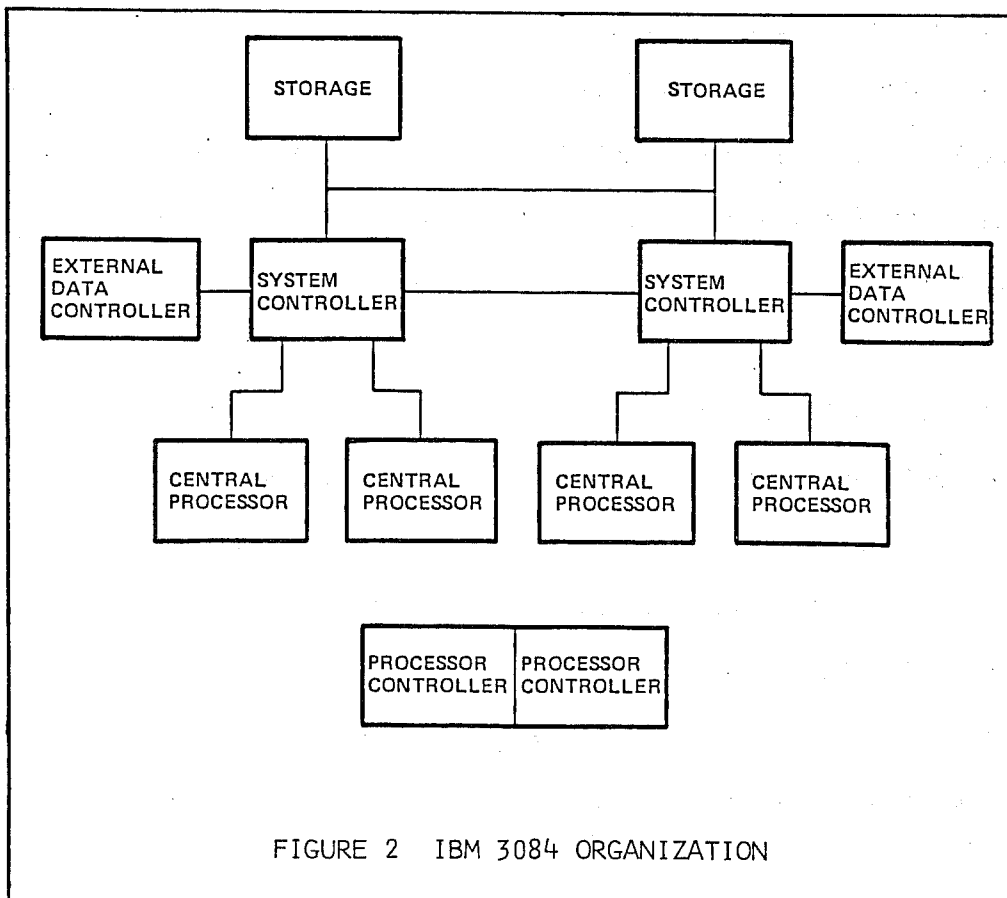 STORAGE
STORAGE
EXTERNAL
DATA
CONTROLLER
SYSTEM
CONTROLLER
SYSTEM
CONTROLLER
EXTERNAL
DATA
CONTROLLER
CENTRAL
PROCESSOR
CENTRAL
PROCESSOR
CENTRAL
PROCESSOR
CENTRAL
PROCESSOR
PROCESSOR
CONTROLLER
PROCESSOR
CONTROLLER
FIGURE 2 IBM 3084 ORGANIZATION